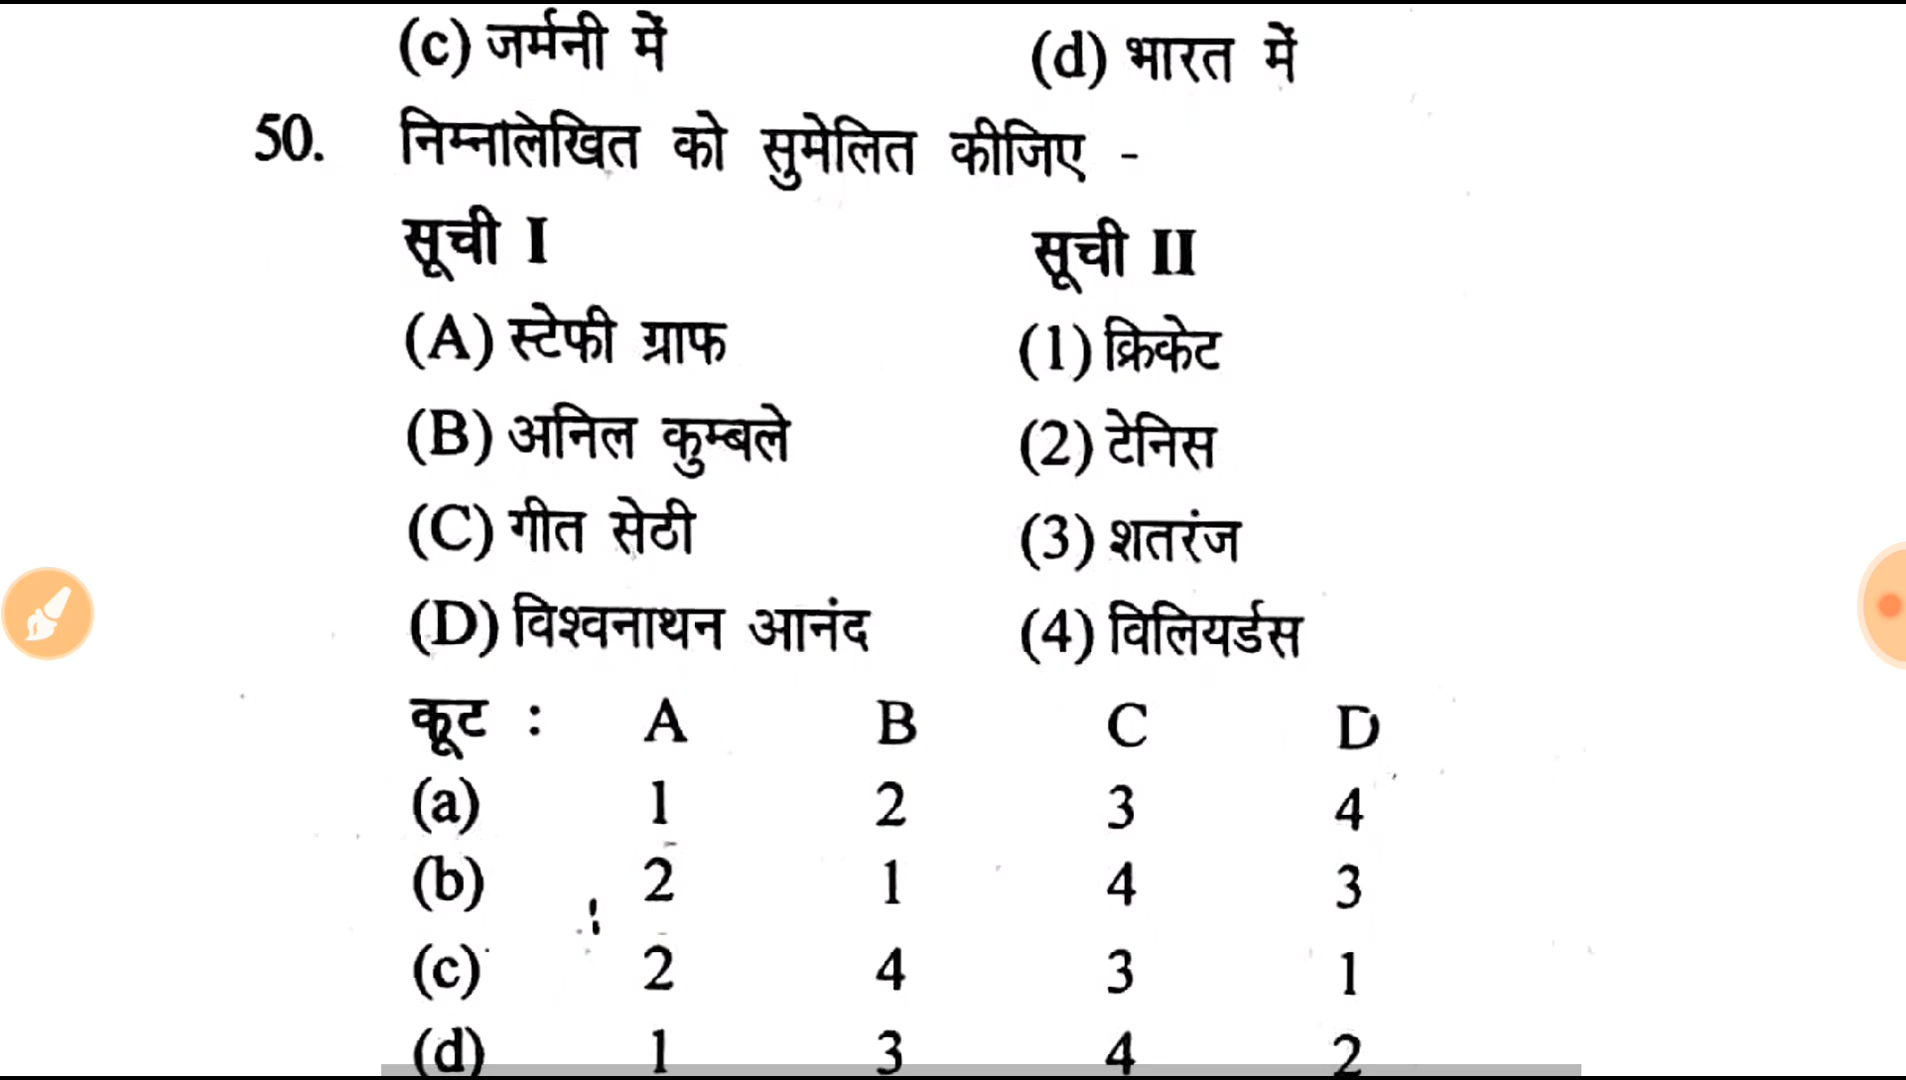 (c) जर्मनी में (d) भारत में
50. निम्नलिखित को सुमेलित कीजिए -
सूची I सूची II
(A) स्टेफी ग्राफ (1) क्रिकेट
(B) अनिल कुम्बले (2) टेनिस
(C) गीत सेठी (3) शतरंज
(D) विश्वनाथन आनंद (4) विलियर्डस
कूट : A B C D
(a) 1 2 3 4
(b) 2 1 4 3
(c) 2 4 3 1
(d) 1 3 4 2